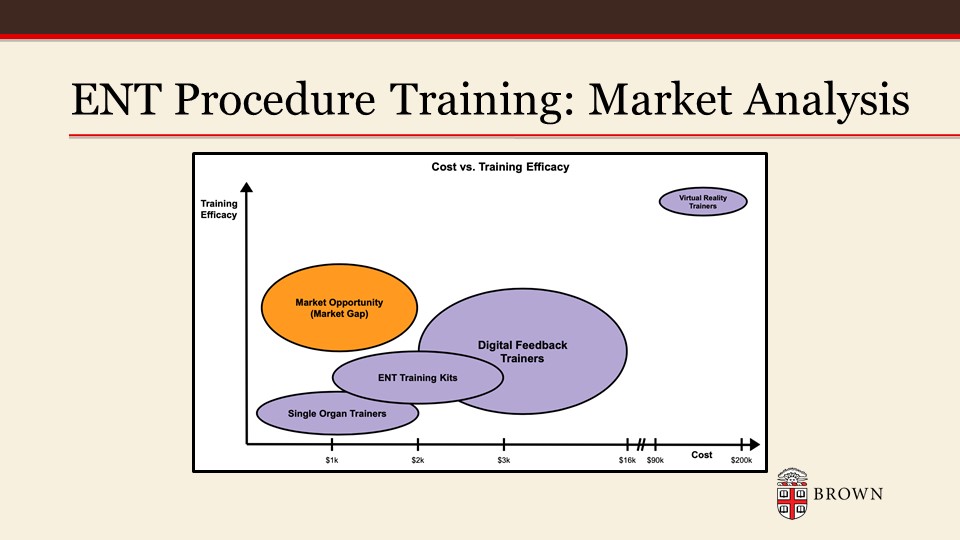 ENT Procedure Training: Market Analysis
Cost vs. Training Efficacy
Training
Efficacy
Virtual Reality
Trainers
Market Opportunity
(Market Gap)
Digital Feedback
Trainers
ENT Training Kits
Single Organ Trainers
$1k
$2k
$3k
$16k
$90k
Cost
$200k
BROWN